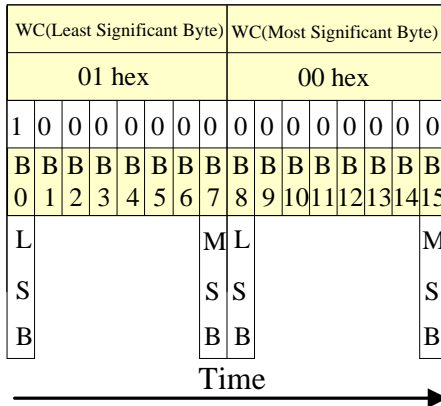 WC(Least Significant Byte) WC(Most Significant Byte)
01 hex 00 hex
1 0 0 0 0 0 0 0 0 0 0 0 0 0 0 0
B B B B B B B B B B B B B B B B
0 1 2 3 4 5 6 7 8 9 10 11 12 13 14 15
L M L M
S S S S
B B B B
Time